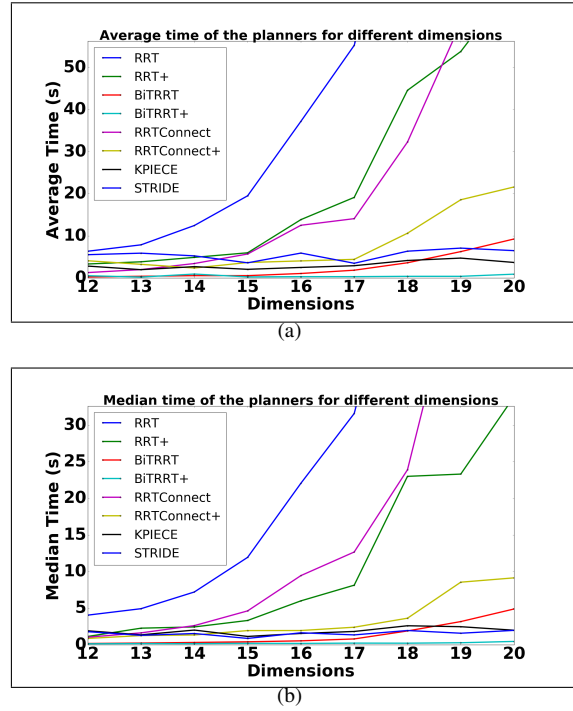 Average time of the planners for different dimensions
Average Time (s)
50
40
30
20
10
0
RRT
RRT+
BiTRRT
BiTRRT+
RRTConnect
RRTConnect+
KPIECE
STRIDE
12 13 14 15 16 17 18 19 20
Dimensions
(a)
Median time of the planners for different dimensions
Median Time (s)
30
25
20
15
10
5
0
RRT
RRT+
BiTRRT
BiTRRT+
RRTConnect
RRTConnect+
KPIECE
STRIDE
12 13 14 15 16 17 18 19 20
Dimensions
(b)